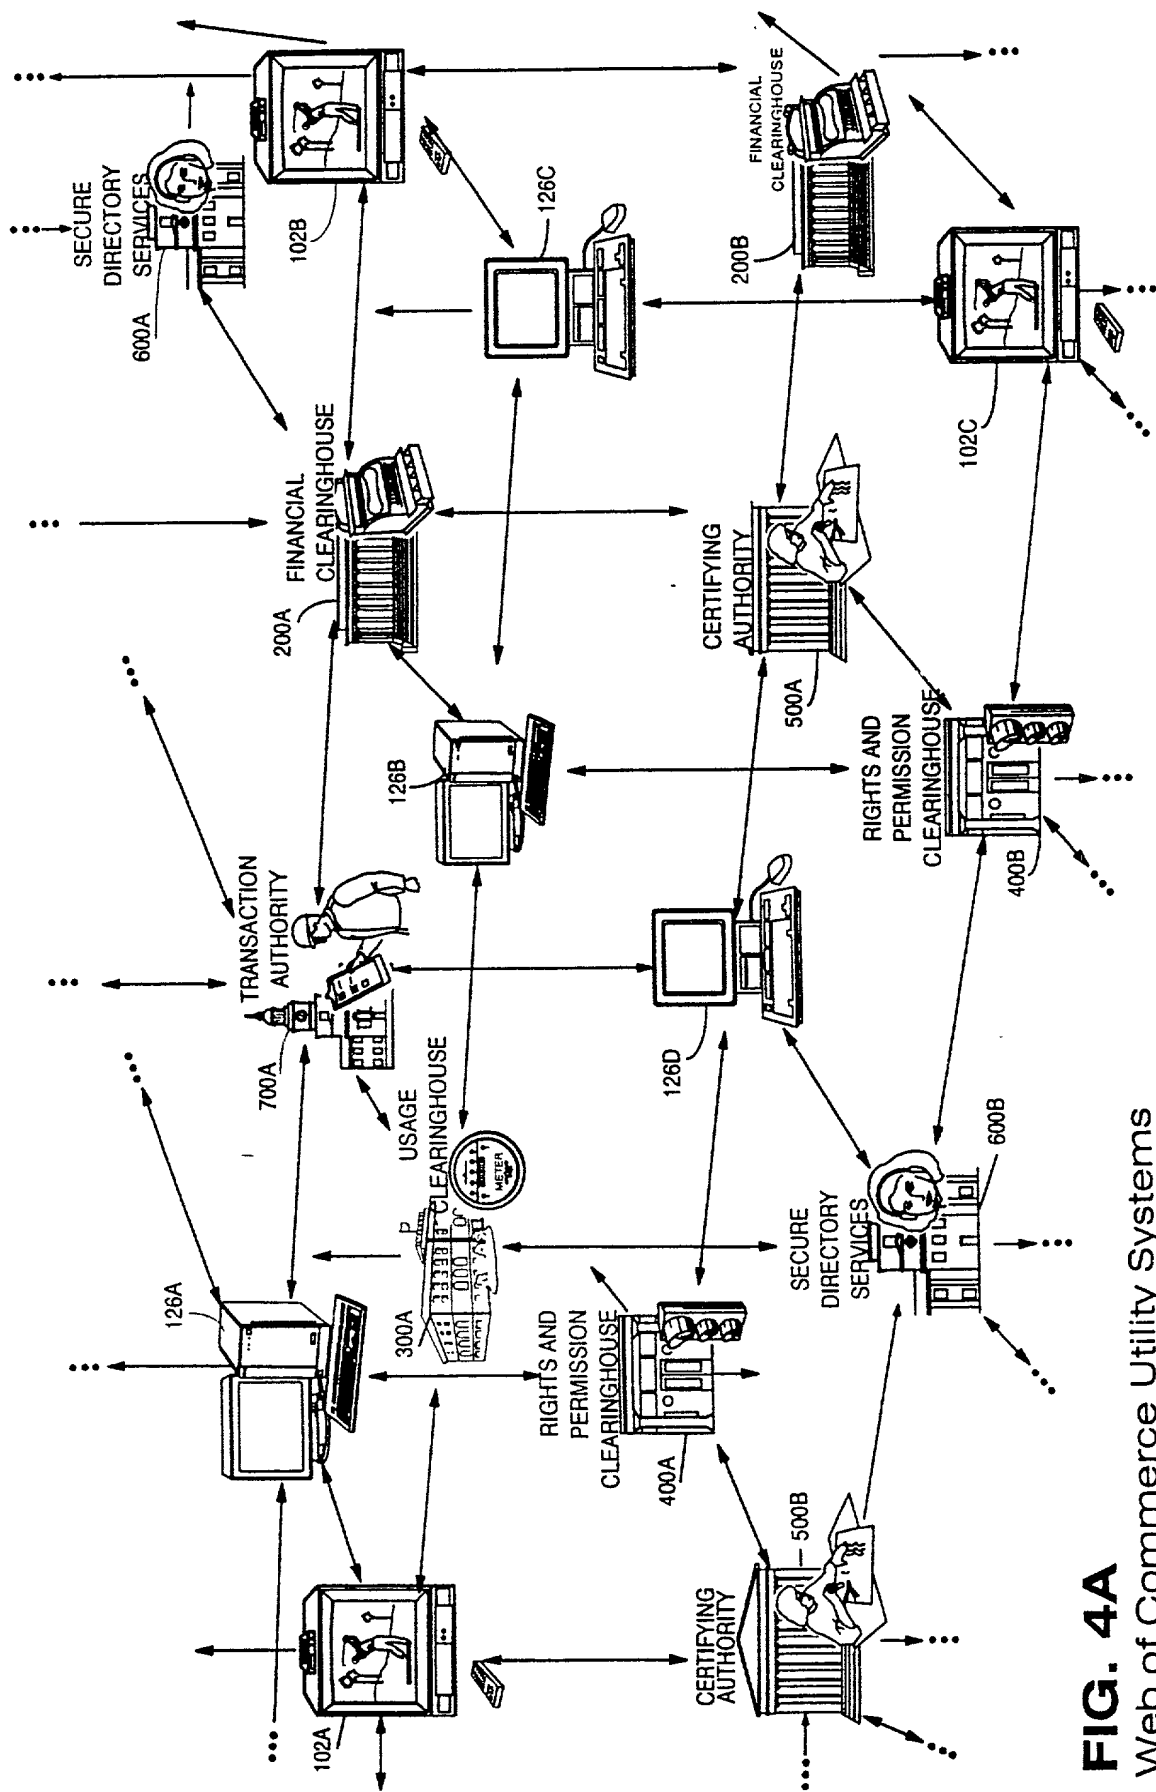 SECURE
DIRECTORY
SERVICES
600A
102B
126C
FINANCIAL
CLEARINGHOUSE
200B
102C
FINANCIAL
CLEARINGHOUSE
200A
CERTIFYING
AUTHORITY
500A
126B
RIGHTS AND
PERMISSION
CLEARINGHOUSE
400B
TRANSACTION
AUTHORITY
700A
126D
USAGE
CLEARINGHOUSE
METER
300A
SECURE
DIRECTORY
SERVICES
600B
126A
RIGHTS AND
PERMISSION
CLEARINGHOUSE
400A
102A
CERTIFYING
AUTHORITY
500B
FIG. 4A
Web of Commerce Utility Systems